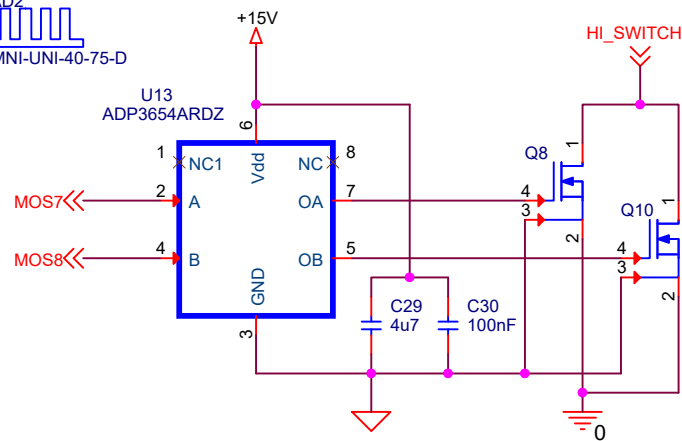 AD2
MNI-UNI-40-75-D
+15V
HI_SWITCH
U13
ADP3654ARDZ
6
1
NC1
Vdd
NC
8
Q8
1
MOS7
2
A
OA
7
4
3
2
Q10
1
MOS8
4
B
OB
5
4
3
2
GND
3
C29
4u7
C30
100nF
0